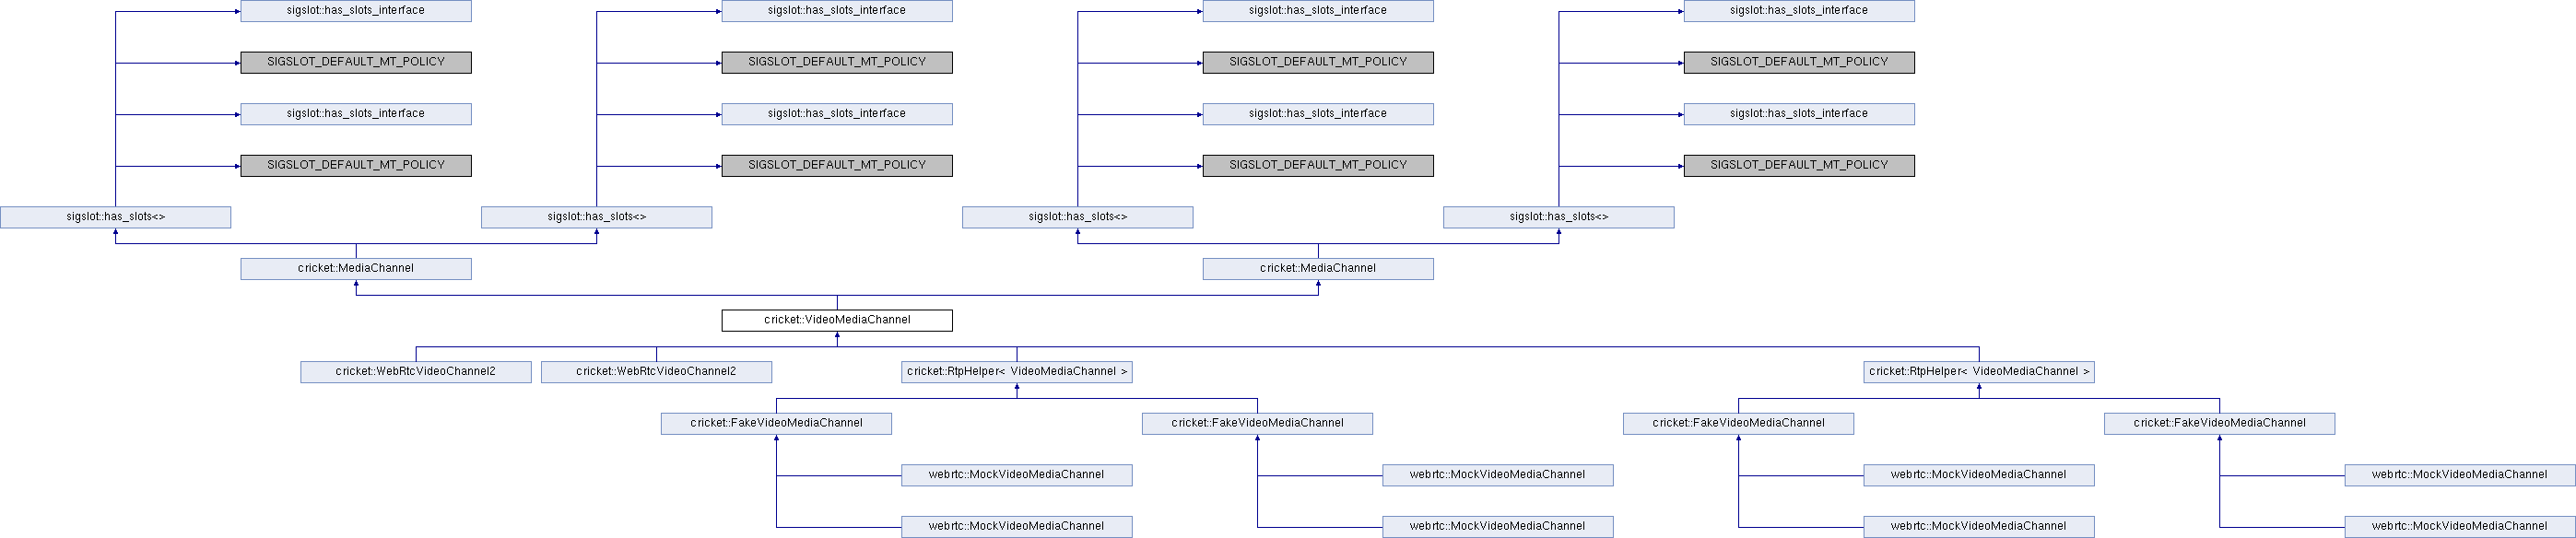 sigslot::has_slots_interface
sigslot::has_slots_interface
sigslot::has_slots_interface
sigslot::has_slots_interface
SIGSLOT_DEFAULT_MT_POLICY
SIGSLOT_DEFAULT_MT_POLICY
SIGSLOT_DEFAULT_MT_POLICY
SIGSLOT_DEFAULT_MT_POLICY
sigslot::has_slots_interface
sigslot::has_slots_interface
sigslot::has_slots_interface
sigslot::has_slots_interface
SIGSLOT_DEFAULT_MT_POLICY
SIGSLOT_DEFAULT_MT_POLICY
SIGSLOT_DEFAULT_MT_POLICY
SIGSLOT_DEFAULT_MT_POLICY
sigslot::has_slots<>
sigslot::has_slots<>
sigslot::has_slots<>
sigslot::has_slots<>
cricket::MediaChannel
cricket::MediaChannel
cricket::VideoMediaChannel
cricket::WebRtcVideoChannel2
cricket::WebRtcVideoChannel2
cricket::RtpHelper< VideoMediaChannel >
cricket::RtpHelper< VideoMediaChannel >
cricket::FakeVideoMediaChannel
cricket::FakeVideoMediaChannel
cricket::FakeVideoMediaChannel
cricket::FakeVideoMediaChannel
webrtc::MockVideoMediaChannel
webrtc::MockVideoMediaChannel
webrtc::MockVideoMediaChannel
webrtc::MockVideoMediaChannel
webrtc::MockVideoMediaChannel
webrtc::MockVideoMediaChannel
webrtc::MockVideoMediaChannel
webrtc::MockVideoMediaChannel